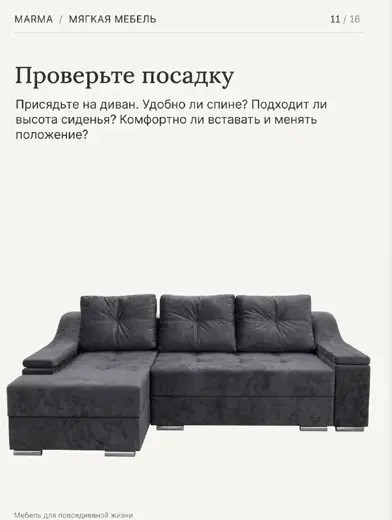 MARMA / МЯГКАЯ МЕБЕЛЬ
11 / 16
Проверьте посадку
Присядьте на диван. Удобно ли спине? Подходит ли
высота сиденья? Комфортно ли вставать и менять
положение?
Мебель для повседневной жизни